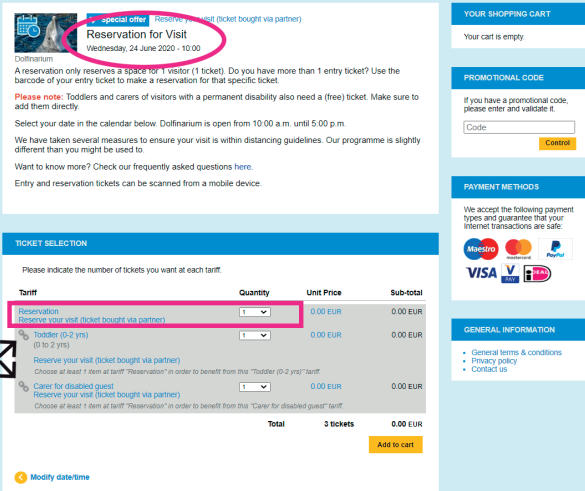 Special offer Reserve your visit (ticket bought via partner)
Reservation for Visit
Wednesday, 24 June 2020 - 10:00
Dolfinarium
A reservation only reserves a space for 1 visitor (1 ticket). Do you have more than 1 entry ticket? Use the
barcode of your entry ticket to make a reservation for that specific ticket.
Please note: Toddlers and carers of visitors with a permanent disability also need a (free) ticket. Make sure to
add them directly.
Select your date in the calendar below. Dolfinarium is open from 10:00 a.m. until 5:00 p.m.
We have taken several measures to ensure your visit is within distancing guidelines. Our programme is slightly
different than you might be used to.
Want to know more? Check our frequently asked questions here.
Entry and reservation tickets can be scanned from a mobile device.
TICKET SELECTION
Please indicate the number of tickets you want at each tariff.
Tariff Quantity Unit Price Sub-total
Reservation 1 0.00 EUR 0.00 EUR
Reserve your visit (ticket bought via partner)
Toddler (0-2 yrs) 1 0.00 EUR 0.00 EUR
(0 to 2 yrs)
Reserve your visit (ticket bought via partner)
Choose at least 1 item at tariff "Reservation" in order to benefit from this "Toddler (0-2 yrs)" tariff.
Carer for disabled guest 1 0.00 EUR 0.00 EUR
Reserve your visit (ticket bought via partner)
Choose at least 1 item at tariff "Reservation" in order to benefit from this "Carer for disabled guest" tariff.
Total 3 tickets 0.00 EUR
Add to cart
Modify date/time
YOUR SHOPPING CART
Your cart is empty.
PROMOTIONAL CODE
If you have a promotional code,
please enter and validate it.
Code
Control
PAYMENT METHODS
We accept the following payment
types and guarantee that your
Internet transactions are safe:
Maestro mastercard PayPal
VISA V PAY iDEAL
GENERAL INFORMATION
General terms & conditions
Privacy policy
Contact us